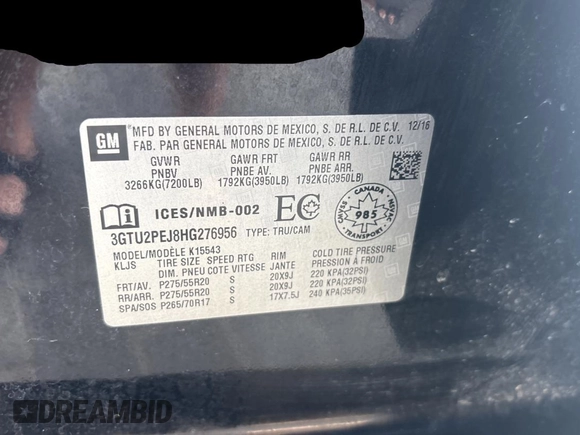 GM
MFD BY GENERAL MOTORS DE MEXICO, S. DE R.L. DE C.V. 12/16
FAB. PAR GENERAL MOTORS DE MEXICO, S. DE R.L. DE C.V.
GVWR GAWR FRT GAWR RR
PNBV PNBE AV. PNBE ARR.
3266KG(7200LB) 1792KG(3950LB) 1792KG(3950LB)
ICES/NMB-002 EC
CANADA
985
CMVSS NSVAC
3GTU2PEJ8HG276956 TYPE: TRU/CAM
MODEL/MODÈLE K15543
KLJS TIRE SIZE SPEED RTG RIM COLD TIRE PRESSURE
DIM. PNEU COTE VITESSE JANTE PRESSION À FROID
FRT/AV. P275/55R20 S 20X9J 220 KPA(32PSI)
RR/ARR. P275/55R20 S 20X9J 220 KPA(32PSI)
SPA/SOS P265/70R17 S 17X7.5J 240 KPA(35PSI)
DREAMBID